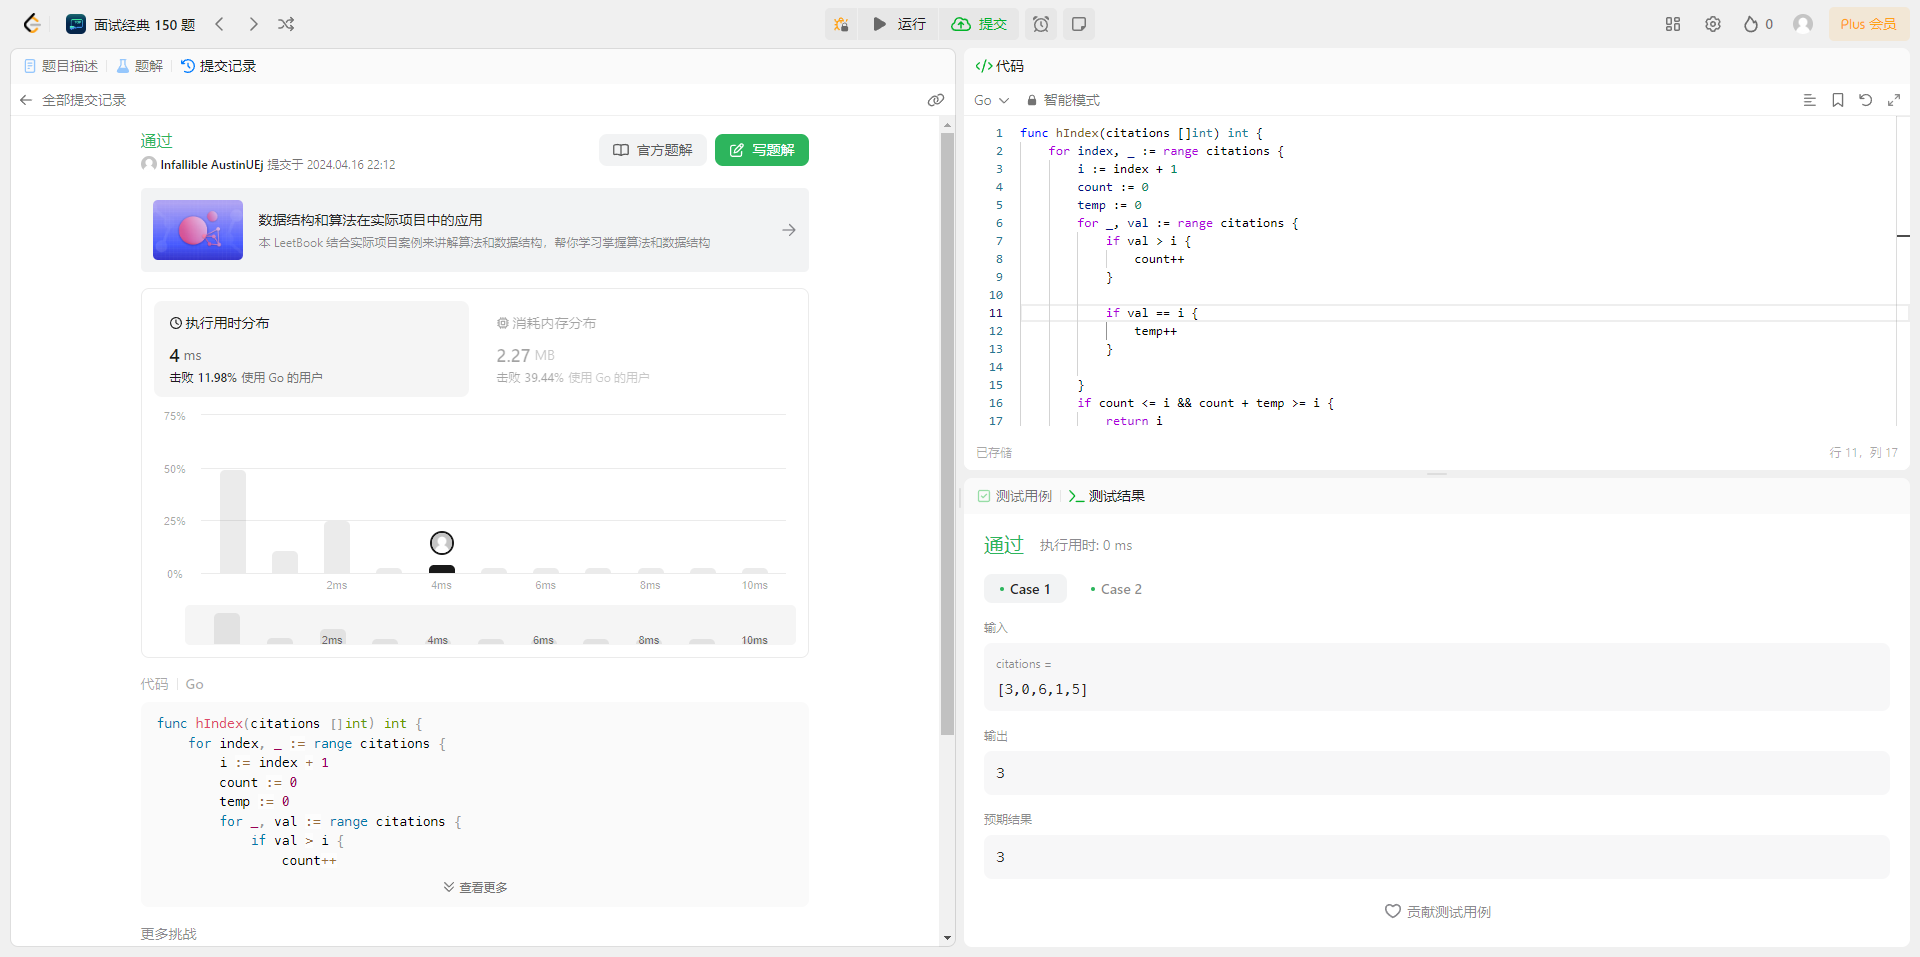 面试经典 150 题
运行
提交
0
Plus 会员
题目描述
题解
提交记录
全部提交记录
通过
Infallible AustinUEj 提交于 2024.04.16 22:12
官方题解
写题解
数据结构和算法在实际项目中的应用
本 LeetBook 结合实际项目案例来讲解算法和数据结构，帮你学习掌握算法和数据结构
执行用时分布
4 ms
击败 11.98% 使用 Go 的用户
消耗内存分布
2.27 MB
击败 39.44% 使用 Go 的用户
75%
50%
25%
0%
2ms 4ms 6ms 8ms 10ms
2ms 4ms 6ms 8ms 10ms
代码 Go
func hIndex(citations []int) int {
    for index, _ := range citations {
        i := index + 1
        count := 0
        temp := 0
        for _, val := range citations {
            if val > i {
                count++
查看更多
更多挑战
代码
Go 智能模式
1 func hIndex(citations []int) int {
2     for index, _ := range citations {
3         i := index + 1
4         count := 0
5         temp := 0
6         for _, val := range citations {
7             if val > i {
8                 count++
9             }
10
11             if val == i {
12                 temp++
13             }
14
15         }
16         if count <= i && count + temp >= i {
17             return i
已存储
行 11, 列 17
测试用例
测试结果
通过 执行用时: 0 ms
Case 1
Case 2
输入
citations =
[3,0,6,1,5]
输出
3
预期结果
3
贡献测试用例